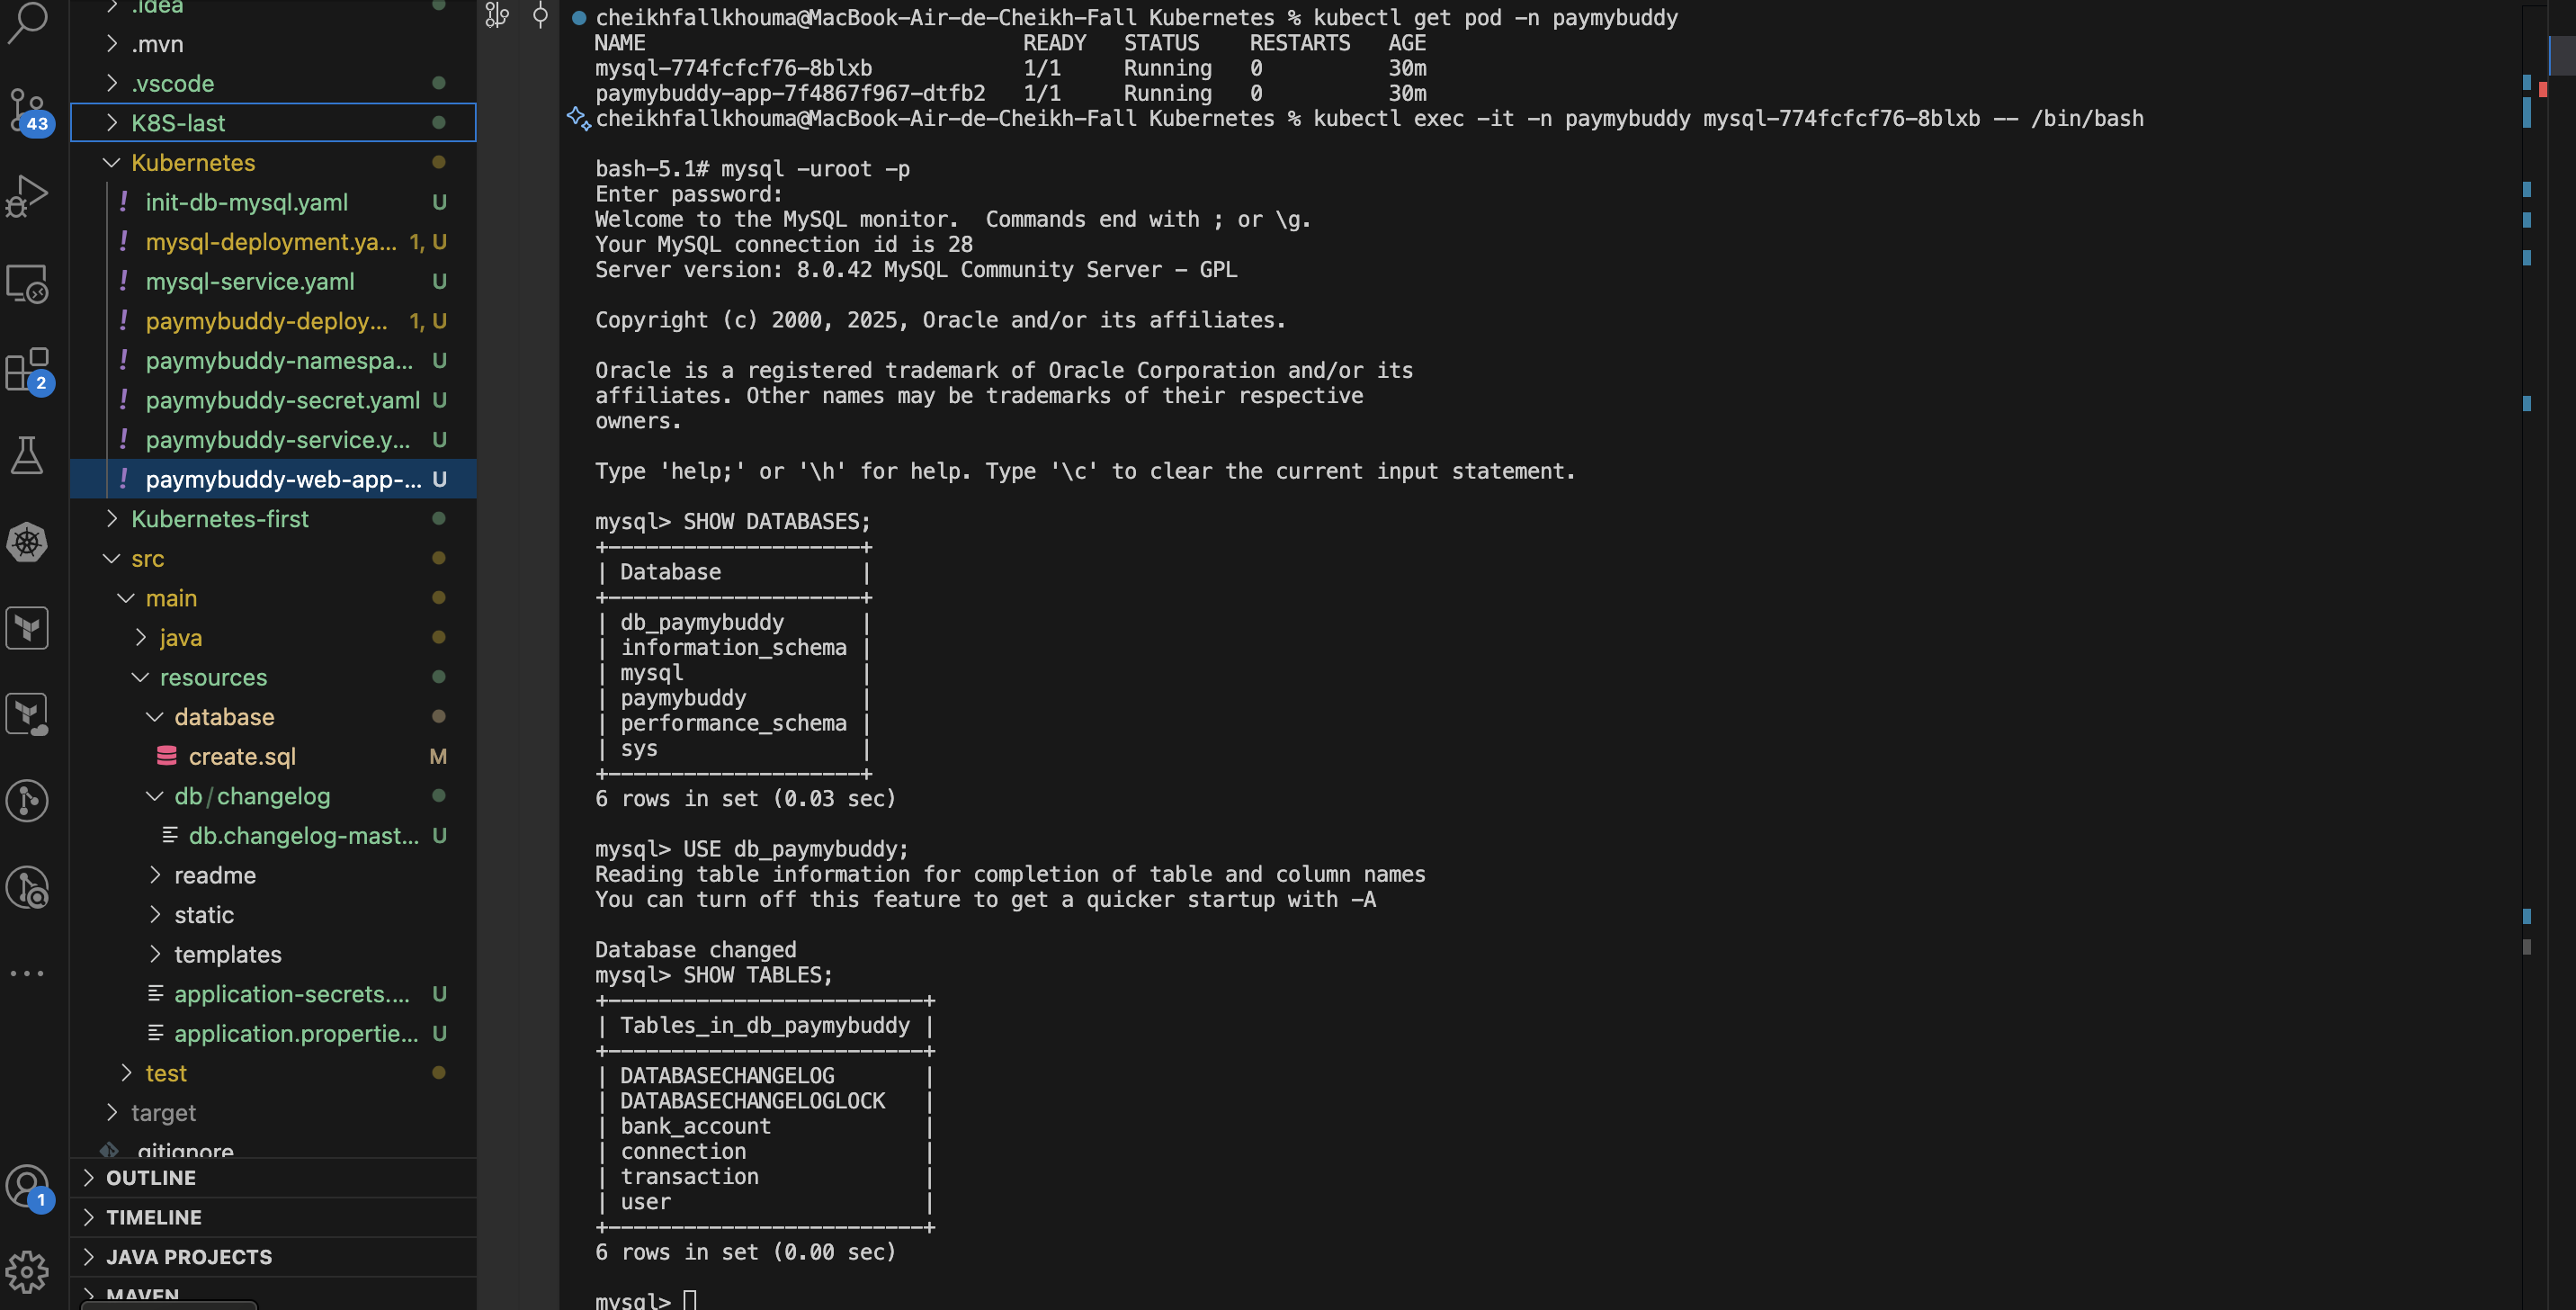 .idea
.mvn
.vscode
K8S-last
Kubernetes
init-db-mysql.yaml U
mysql-deployment.ya... 1, U
mysql-service.yaml U
paymybuddy-deploy... 1, U
paymybuddy-namespa... U
paymybuddy-secret.yaml U
paymybuddy-service.y... U
paymybuddy-web-app-... U
Kubernetes-first
src
main
java
resources
database
create.sql M
db/changelog
db.changelog-mast... U
readme
static
templates
application-secrets.... U
application.propertie... U
test
target
.gitignore
OUTLINE
TIMELINE
JAVA PROJECTS
MAVEN
43
2
1
cheikhfallkhouma@MacBook-Air-de-Cheikh-Fall Kubernetes % kubectl get pod -n paymybuddy
NAME READY STATUS RESTARTS AGE
mysql-774fcfcf76-8blxb 1/1 Running 0 30m
paymybuddy-app-7f4867f967-dtfb2 1/1 Running 0 30m
cheikhfallkhouma@MacBook-Air-de-Cheikh-Fall Kubernetes % kubectl exec -it -n paymybuddy mysql-774fcfcf76-8blxb -- /bin/bash
bash-5.1# mysql -uroot -p
Enter password:
Welcome to the MySQL monitor.  Commands end with ; or \g.
Your MySQL connection id is 28
Server version: 8.0.42 MySQL Community Server - GPL
Copyright (c) 2000, 2025, Oracle and/or its affiliates.
Oracle is a registered trademark of Oracle Corporation and/or its
affiliates. Other names may be trademarks of their respective
owners.
Type 'help;' or '\h' for help. Type '\c' to clear the current input statement.
mysql> SHOW DATABASES;
+--------------------+
| Database           |
+--------------------+
| db_paymybuddy      |
| information_schema |
| mysql              |
| paymybuddy         |
| performance_schema |
| sys                |
+--------------------+
6 rows in set (0.03 sec)
mysql> USE db_paymybuddy;
Reading table information for completion of table and column names
You can turn off this feature to get a quicker startup with -A
Database changed
mysql> SHOW TABLES;
+-------------------------+
| Tables_in_db_paymybuddy |
+-------------------------+
| DATABASECHANGELOG       |
| DATABASECHANGELOGLOCK   |
| bank_account            |
| connection              |
| transaction             |
| user                    |
+-------------------------+
6 rows in set (0.00 sec)
mysql>